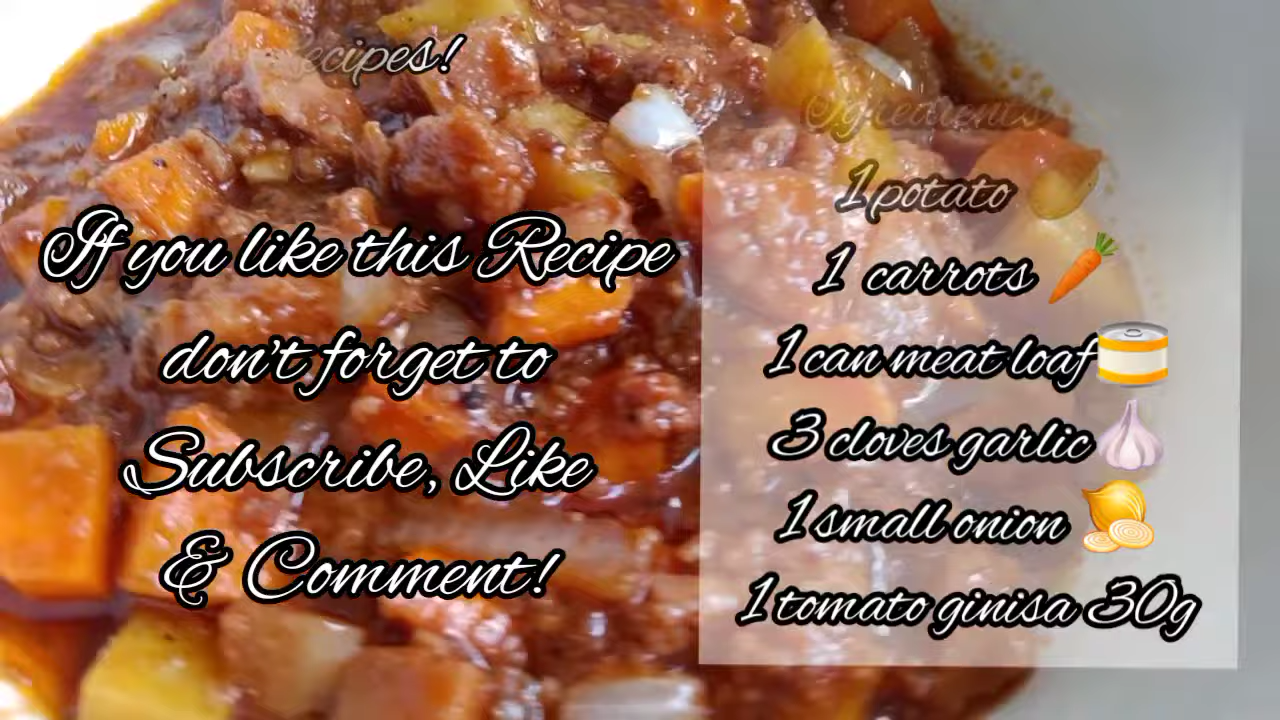 Recipes!
If you like this Recipe
don't forget to
Subscribe, Like
& Comment!
Ingredients
1 potato
1 carrots
1 can meat loaf
3 cloves garlic
1 small onion
1 tomato ginisa 30g